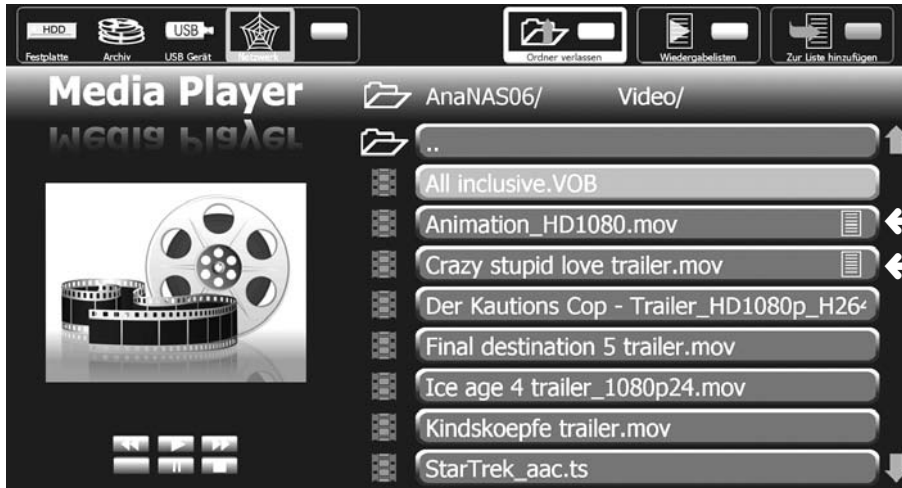 HDD
USB
Festplatte
Archiv
USB Gerät
Netzwerk
Ordner verlassen
Wiedergabelisten
Zur Liste hinzufügen
Media Player
AnaNAS06/ Video/
..
All inclusive.VOB
Animation_HD1080.mov
Crazy stupid love trailer.mov
Der Kautions Cop - Trailer_HD1080p_H264
Final destination 5 trailer.mov
Ice age 4 trailer_1080p24.mov
Kindskoepfe trailer.mov
StarTrek_aac.ts